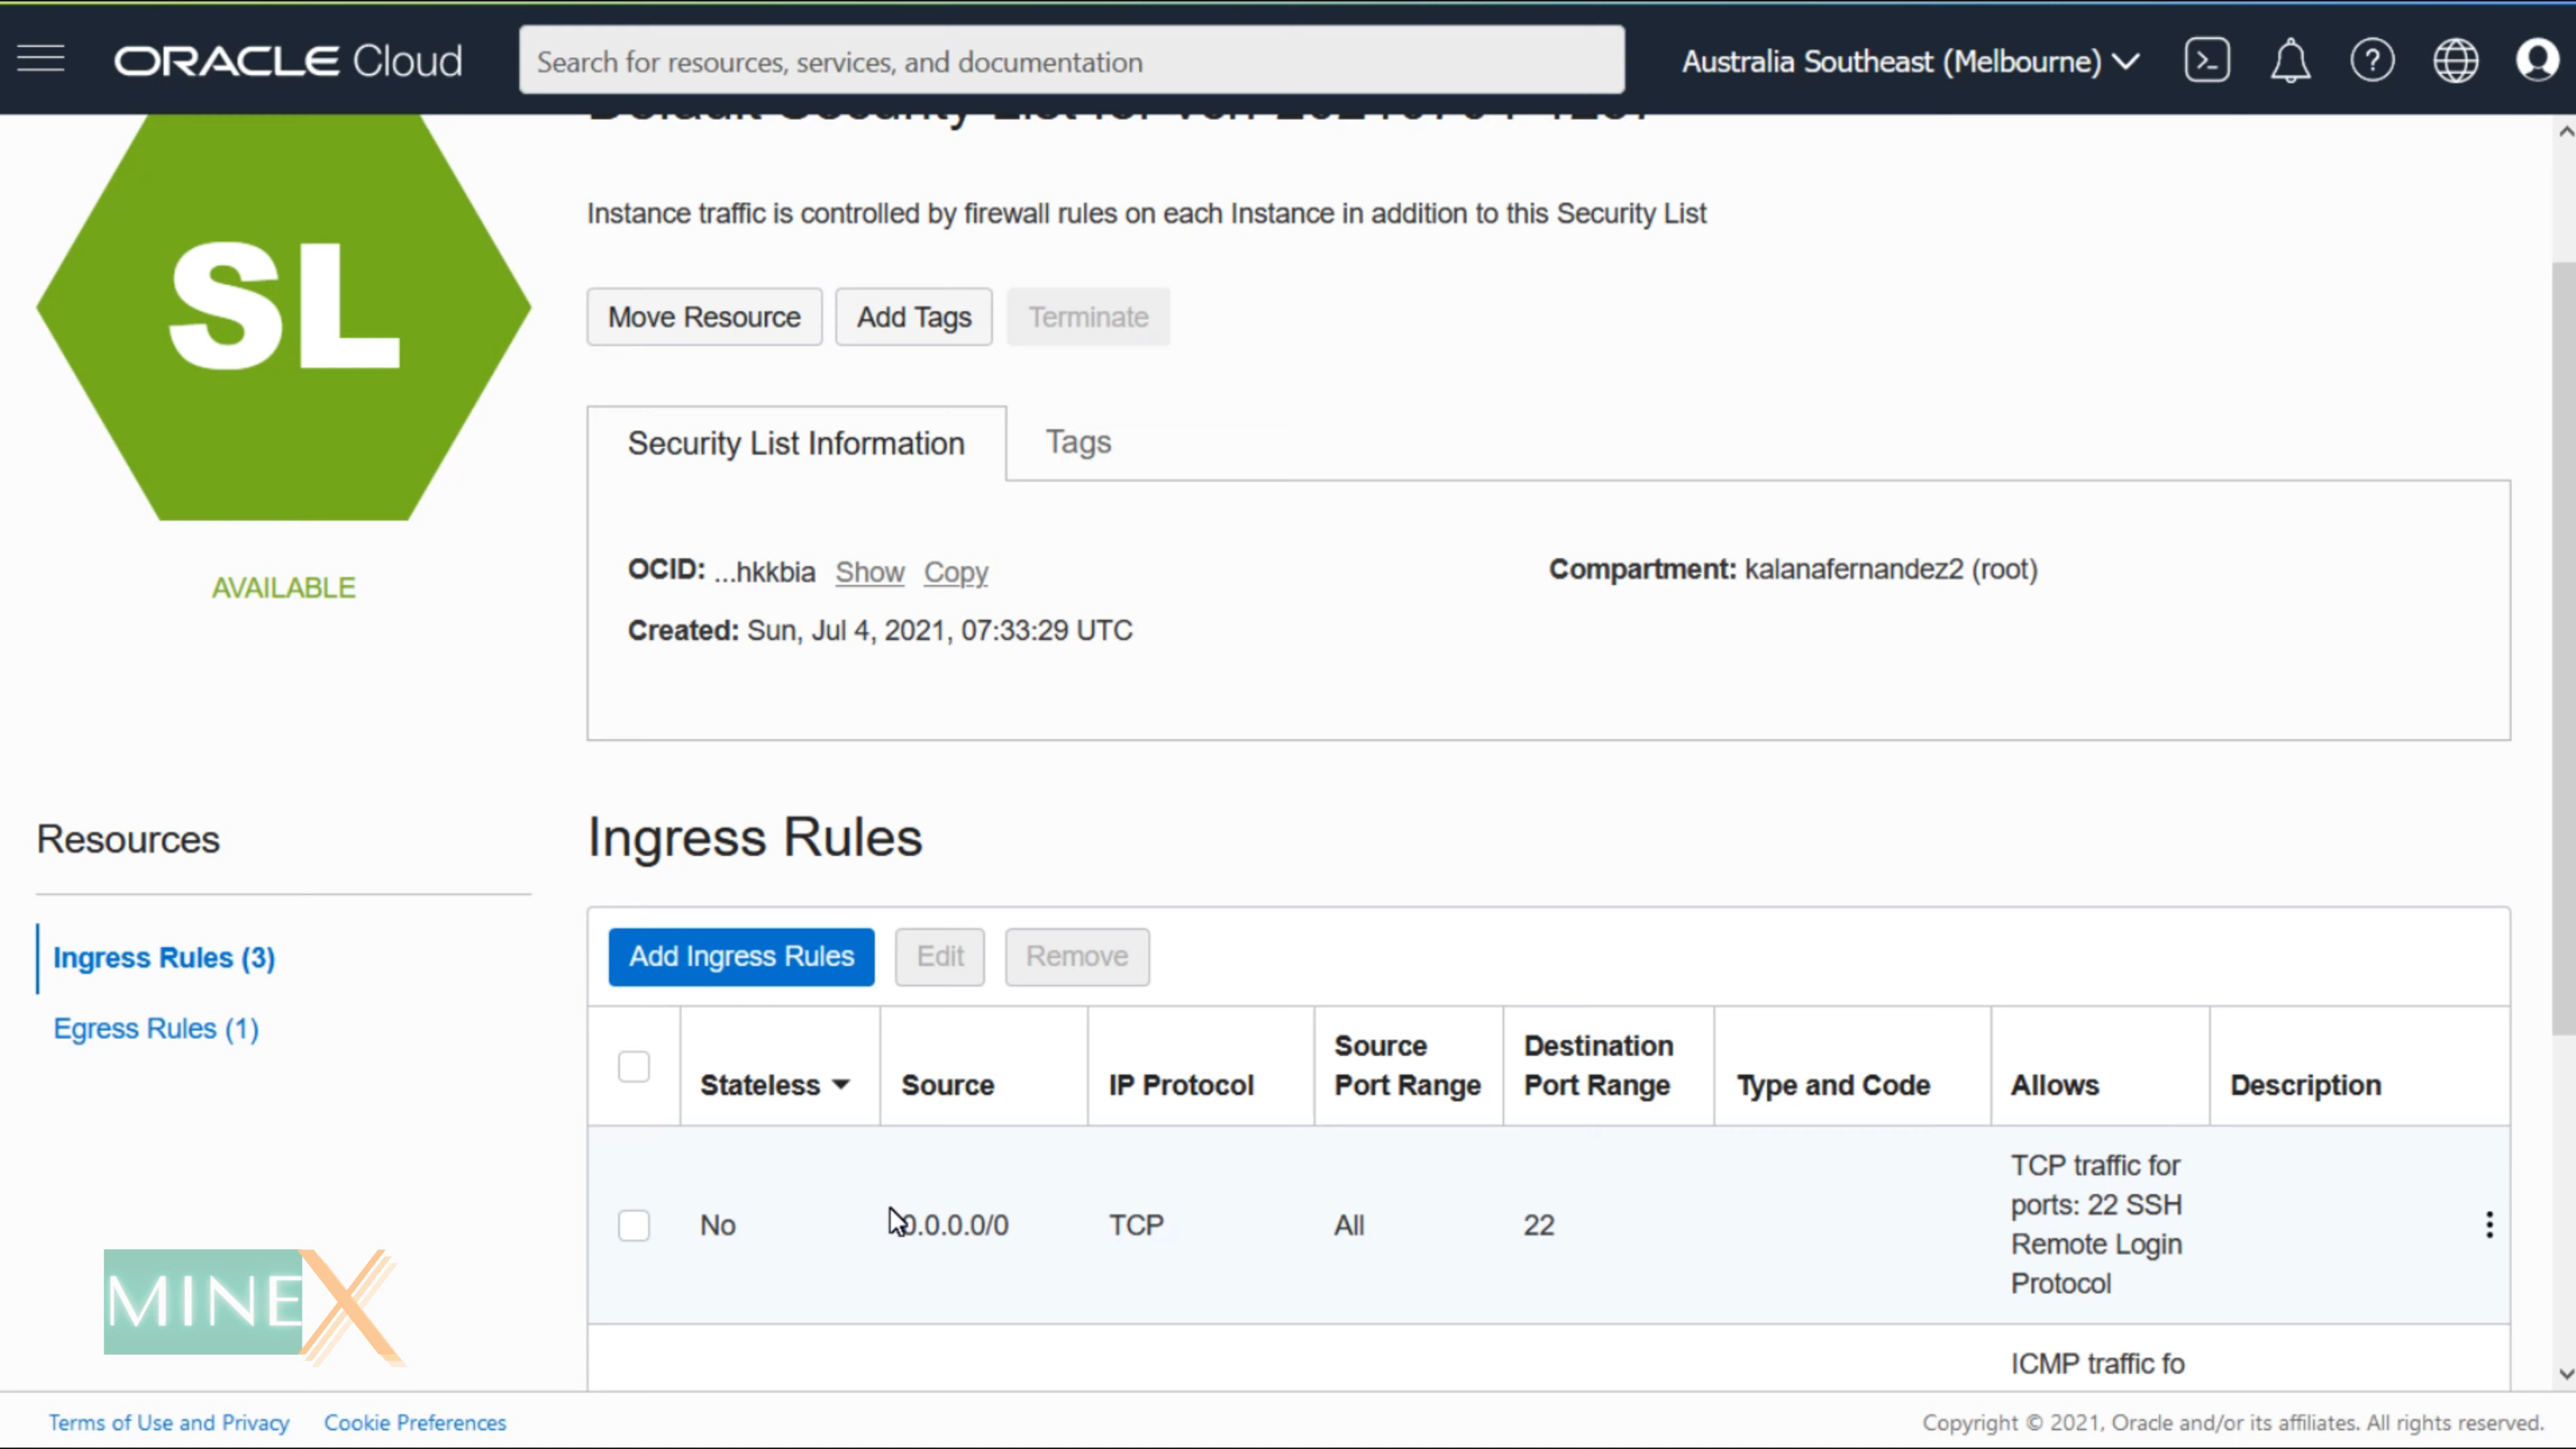 ORACLE Cloud
Search for resources, services, and documentation
Australia Southeast (Melbourne)
Default Security List for
SL
AVAILABLE
Instance traffic is controlled by firewall rules on each Instance in addition to this Security List
Move Resource
Add Tags
Terminate
Security List Information
Tags
OCID: ...hkkbia Show Copy
Compartment: kalanafernandez2 (root)
Created: Sun, Jul 4, 2021, 07:33:29 UTC
Resources
Ingress Rules (3)
Egress Rules (1)
Ingress Rules
Add Ingress Rules
Edit
Remove
Stateless
Source
IP Protocol
Source
Port Range
Destination
Port Range
Type and Code
Allows
Description
No
0.0.0.0/0
TCP
All
22
TCP traffic for
ports: 22 SSH
Remote Login
Protocol
ICMP traffic fo
MINEX
Terms of Use and Privacy
Cookie Preferences
Copyright © 2021, Oracle and/or its affiliates. All rights reserved.